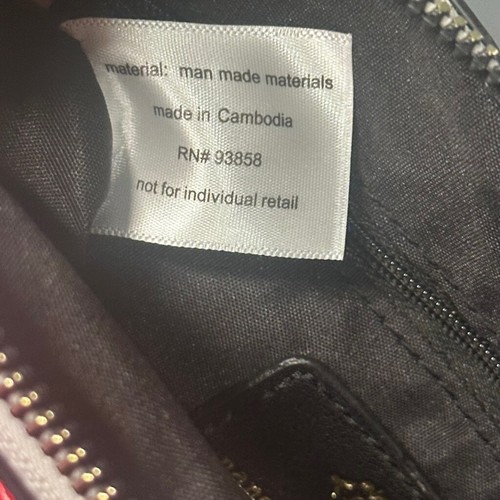 material: man made materials
made in Cambodia
RN# 93858
not for individual retail